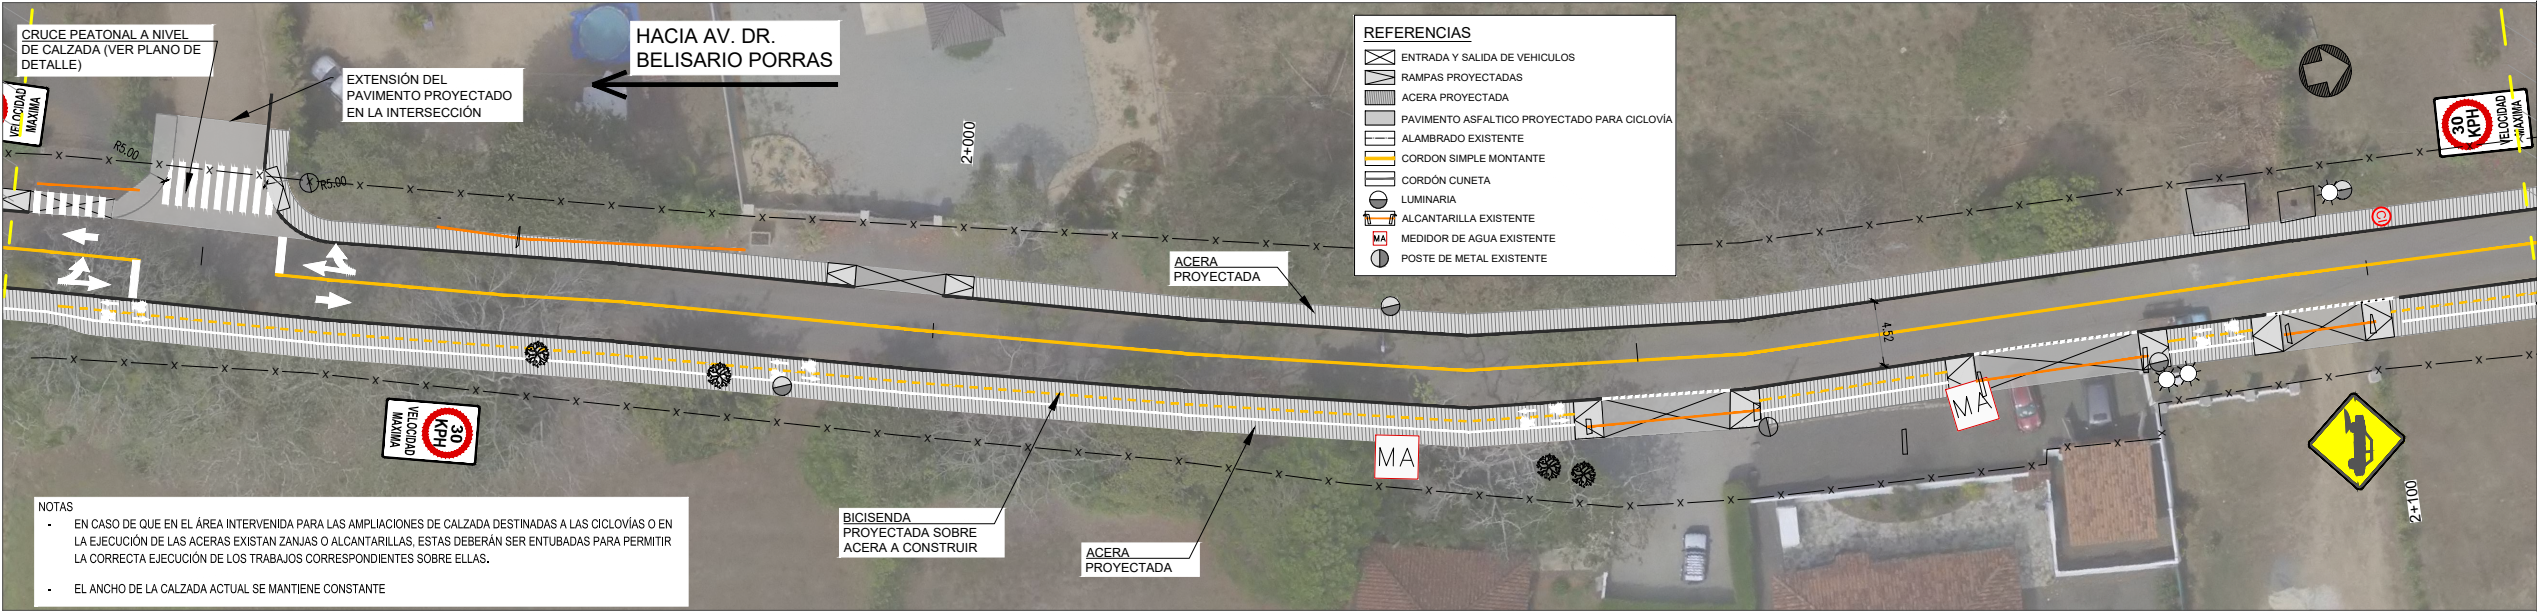 CRUCE PEATONAL A NIVEL
DE CALZADA (VER PLANO DE
DETALLE)
EXTENSIÓN DEL
PAVIMENTO PROYECTADO
EN LA INTERSECCIÓN
HACIA AV. DR.
BELISARIO PORRAS
VELOCIDAD
MAXIMA
R5.00
R5.00
2+000
REFERENCIAS
ENTRADA Y SALIDA DE VEHICULOS
RAMPAS PROYECTADAS
ACERA PROYECTADA
PAVIMENTO ASFALTICO PROYECTADO PARA CICLOVÍA
ALAMBRADO EXISTENTE
CORDON SIMPLE MONTANTE
CORDÓN CUNETA
LUMINARIA
ALCANTARILLA EXISTENTE
MA MEDIDOR DE AGUA EXISTENTE
POSTE DE METAL EXISTENTE
30
KPH
VELOCIDAD
MAXIMA
ACERA
PROYECTADA
4.52
30
KPH
VELOCIDAD
MAXIMA
MA
MA
2+100
BICISENDA
PROYECTADA SOBRE
ACERA A CONSTRUIR
ACERA
PROYECTADA
NOTAS
- EN CASO DE QUE EN EL ÁREA INTERVENIDA PARA LAS AMPLIACIONES DE CALZADA DESTINADAS A LAS CICLOVÍAS O EN
LA EJECUCIÓN DE LAS ACERAS EXISTAN ZANJAS O ALCANTARILLAS, ESTAS DEBERÁN SER ENTUBADAS PARA PERMITIR
LA CORRECTA EJECUCIÓN DE LOS TRABAJOS CORRESPONDIENTES SOBRE ELLAS.
- EL ANCHO DE LA CALZADA ACTUAL SE MANTIENE CONSTANTE